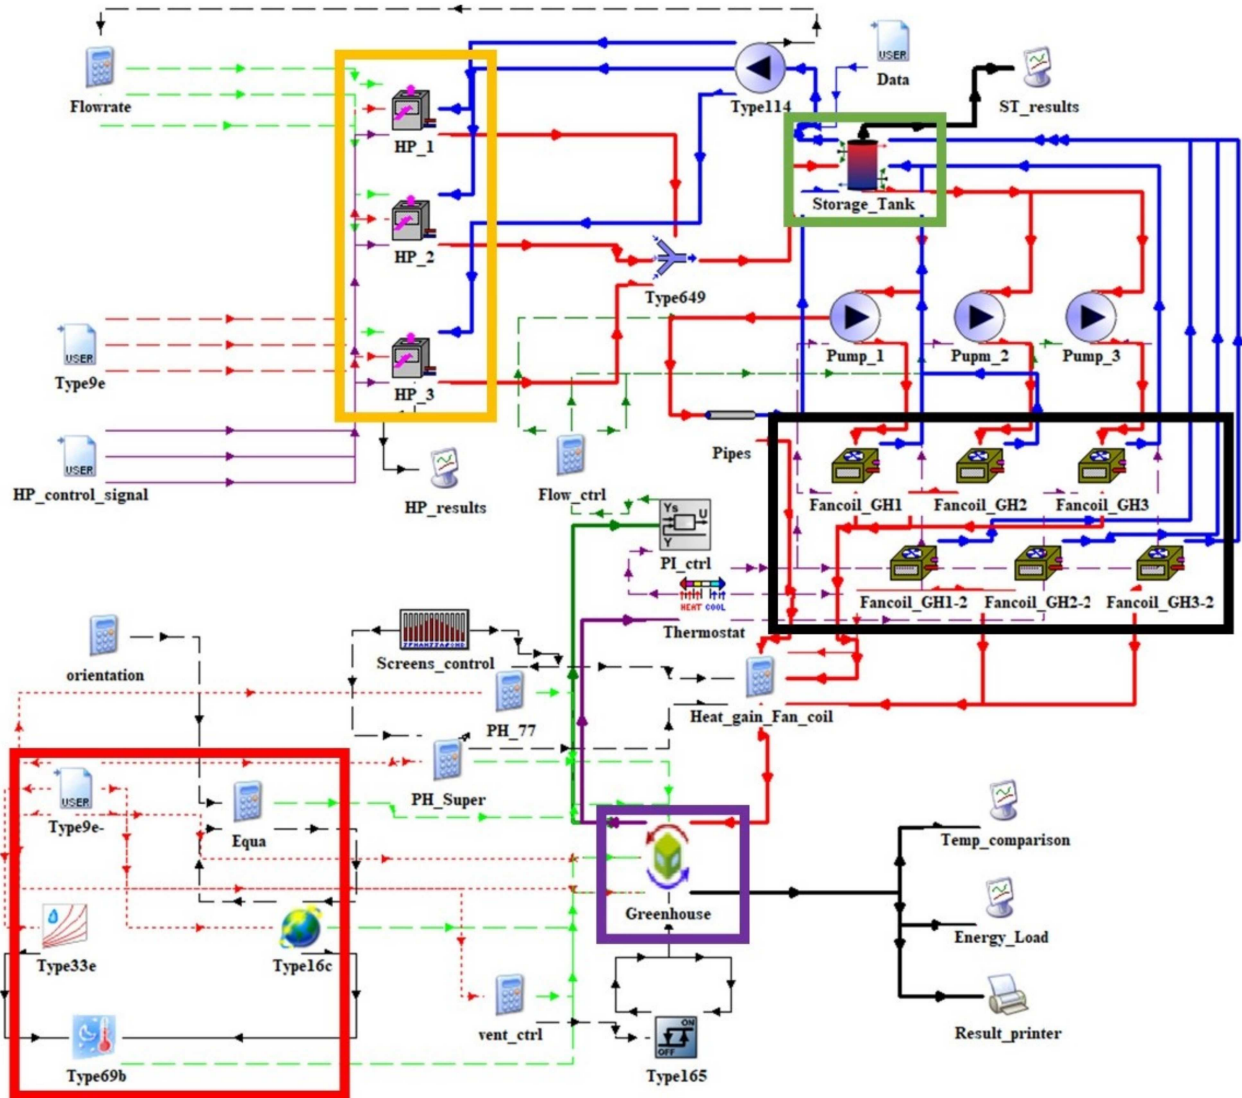 USER
Data
Flowrate
Type114
ST_results
HP_1
Storage_Tank
HP_2
Type649
USER
Type9e
Pump_1
Pupm_2
Pump_3
HP_3
Pipes
USER
HP_control_signal
HP_results
Flow_ctrl
Fancoil_GH1
Fancoil_GH2
Fancoil_GH3
Ys
U
Y
PI_ctrl
HEAT COOL
Fancoil_GH1-2
Fancoil_GH2-2
Fancoil_GH3-2
Thermostat
JFMAMJJASOND
Screens_control
orientation
PH_77
Heat_gain_Fan_coil
PH_Super
USER
Type9e-
Equa
Temp_comparison
Greenhouse
Energy_Load
Type33e
Type16c
vent_ctrl
ON
OFF
Result_printer
Type69b
Type165